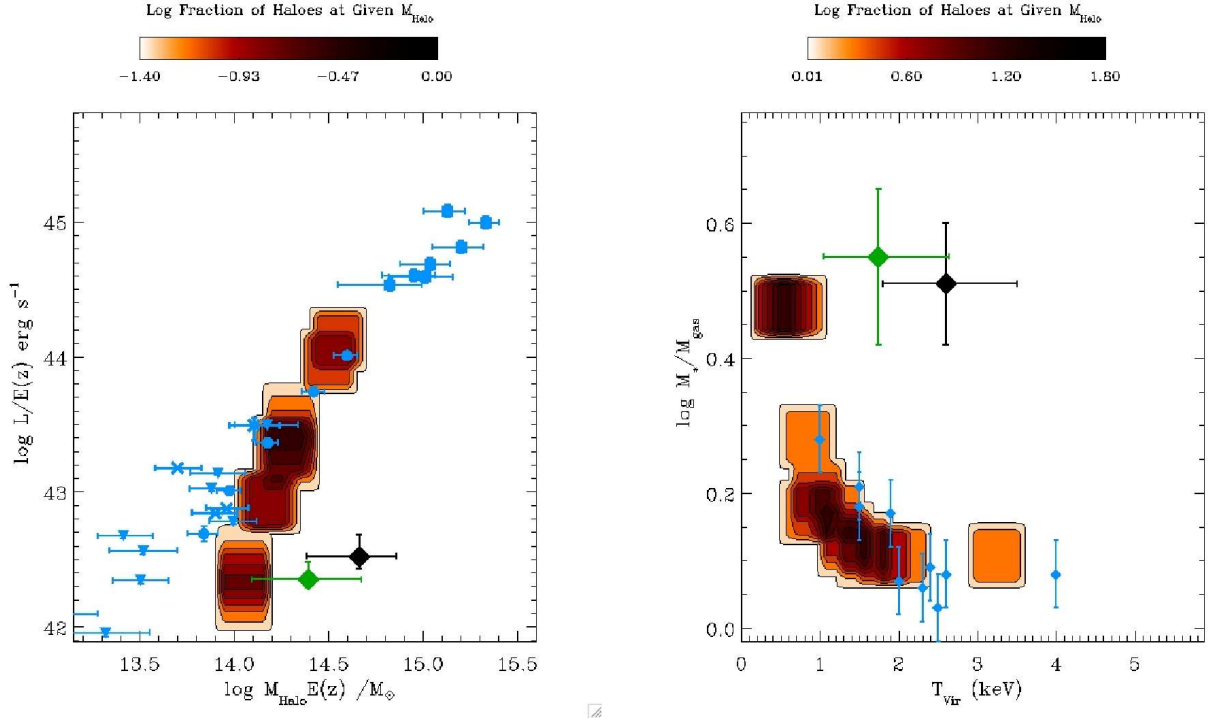 Log Fraction of Haloes at Given M_Halo
−1.40 −0.93 −0.47 0.00
45
44
43
42
log L/E(z) erg s⁻¹
13.5 14.0 14.5 15.0 15.5
log M_Halo E(z) /M_☉
Log Fraction of Haloes at Given M_Halo
0.01 0.60 1.20 1.80
0.6
0.4
0.2
0.0
log M_*/M_gas
0 1 2 3 4 5
T_Vir (keV)